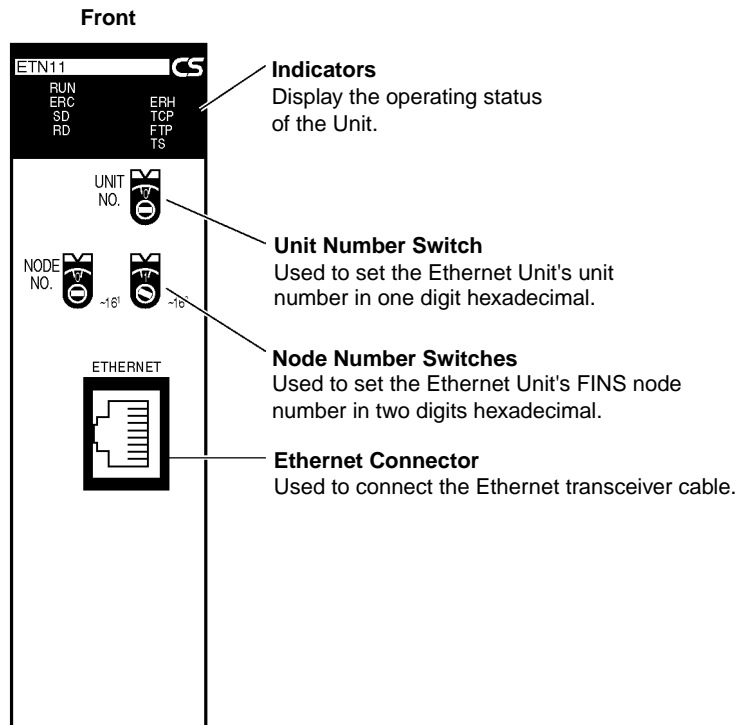 Front
ETN11
CS
RUN
ERC
SD
RD
ERH
TCP
FTP
TS
Indicators
Display the operating status
of the Unit.
UNIT
NO.
Unit Number Switch
Used to set the Ethernet Unit's unit
number in one digit hexadecimal.
NODE
NO.
~16¹
~16⁰
Node Number Switches
Used to set the Ethernet Unit's FINS node
number in two digits hexadecimal.
ETHERNET
Ethernet Connector
Used to connect the Ethernet transceiver cable.